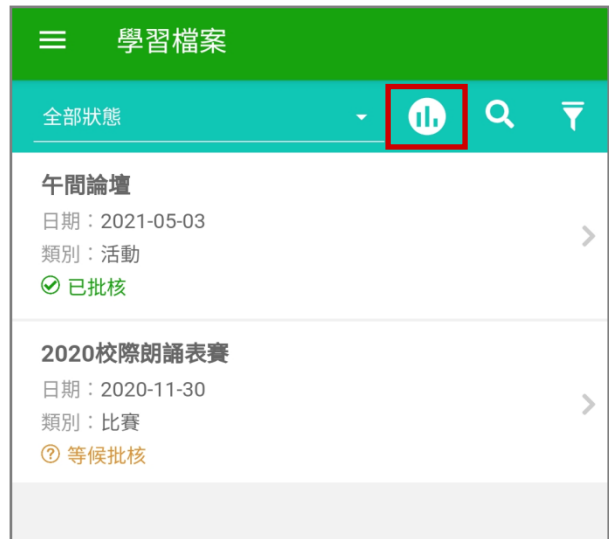 學習檔案
全部狀態
午間論壇
日期：2021-05-03
類別：活動
已批核
2020校際朗誦表賽
日期：2020-11-30
類別：比賽
等候批核